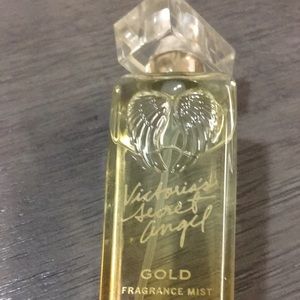 Victoria's
Secret
Angel
GOLD
FRAGRANCE MIST